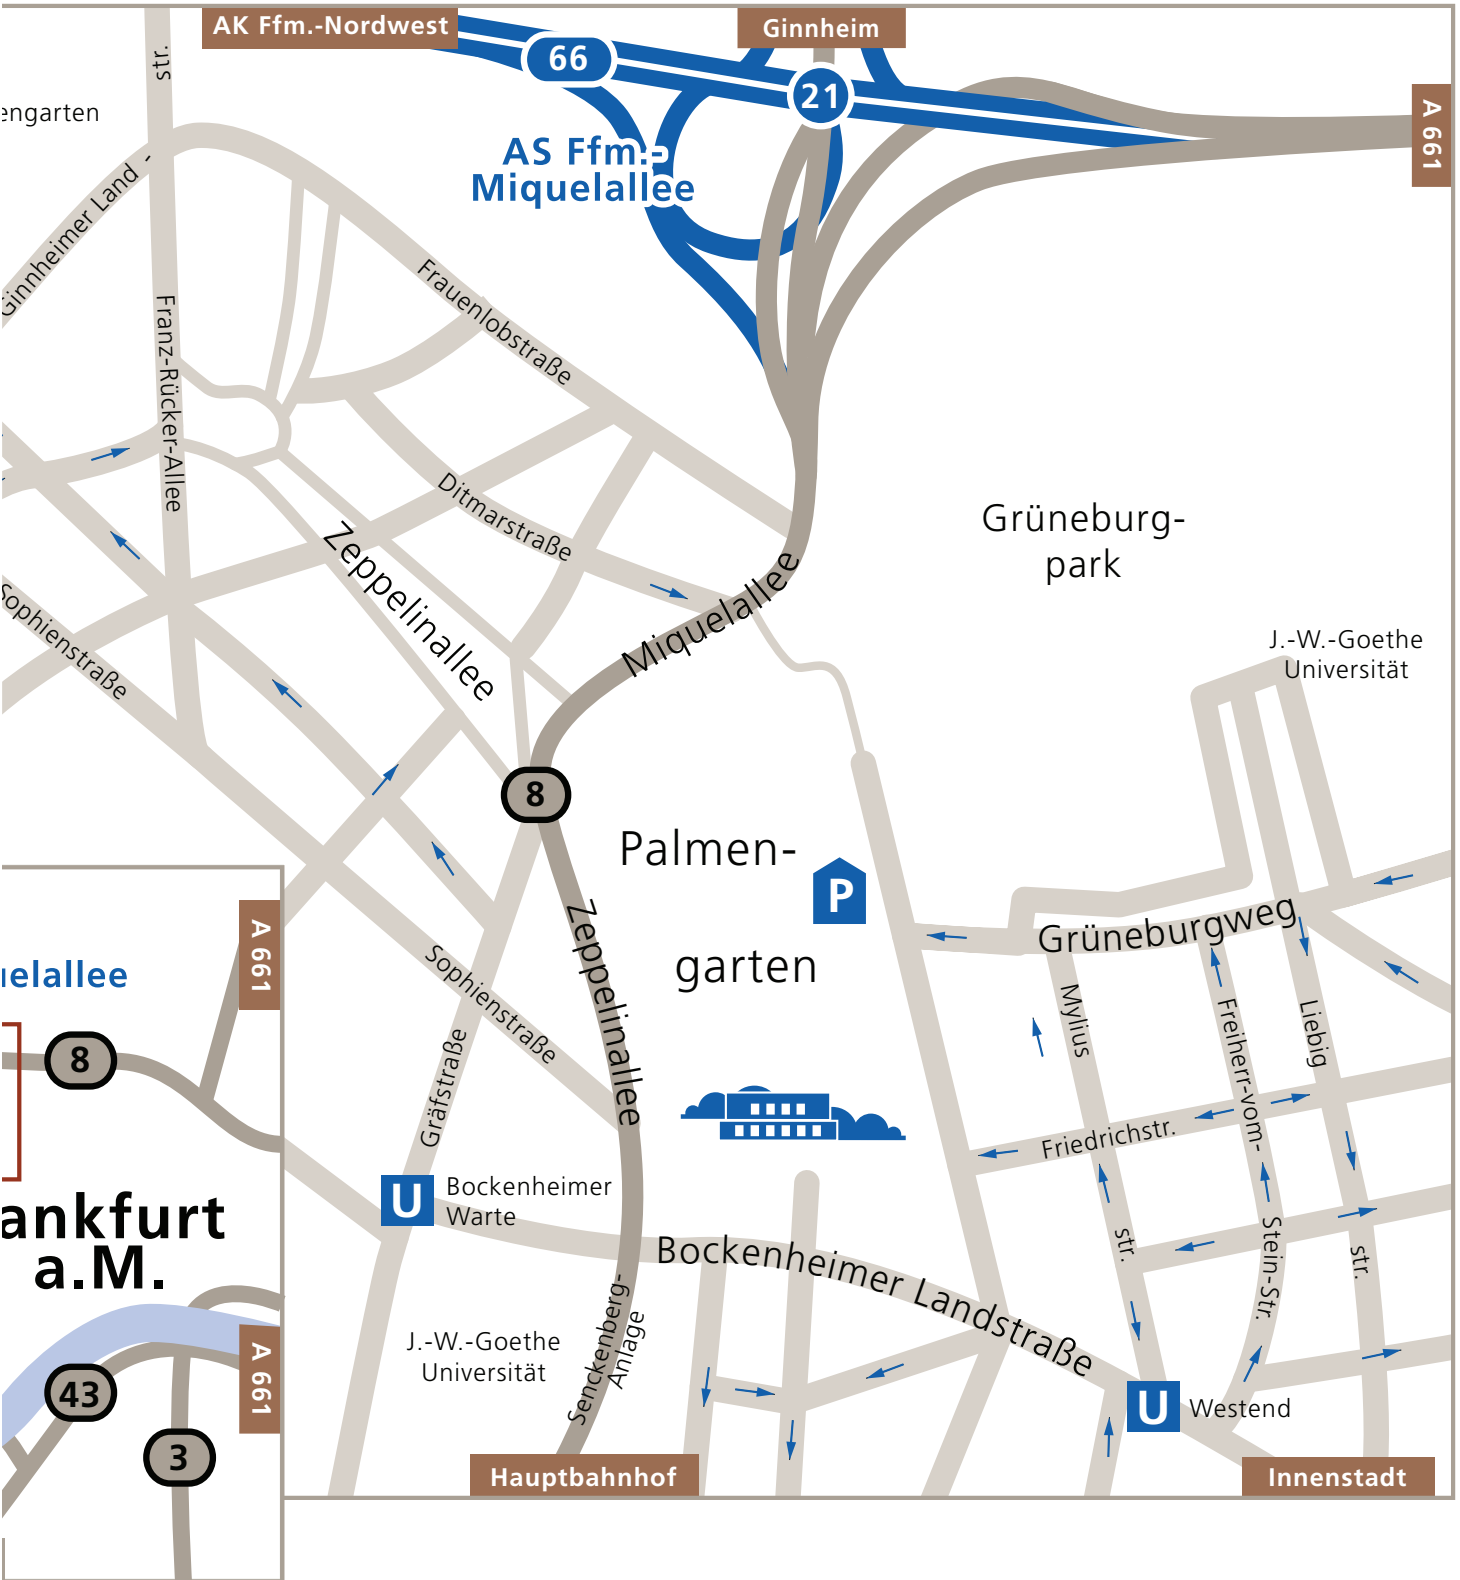 AK Ffm.-Nordwest
Ginnheim
66
21
A 661
str.
engarten
AS Ffm.-
Miquelallee
Ginnheimer Land -
Franz-Rücker-Allee
Frauenlobstraße
Ditmarstraße
Zeppelinallee
Miquelallee
Grüneburg-
park
Sophienstraße
J.-W.-Goethe
Universität
8
Palmen-
garten
P
Zeppelinallee
Grüneburgweg
Sophienstraße
Gräfstraße
Mylius
str.
Freiherr-vom-
Stein-Str.
Liebig
str.
Friedrichstr.
U
Bockenheimer
Warte
Bockenheimer Landstraße
Senckenberg-
Anlage
J.-W.-Goethe
Universität
U
Westend
Hauptbahnhof
Innenstadt
A 661
elallee
8
ankfurt
a.M.
43
A 661
3